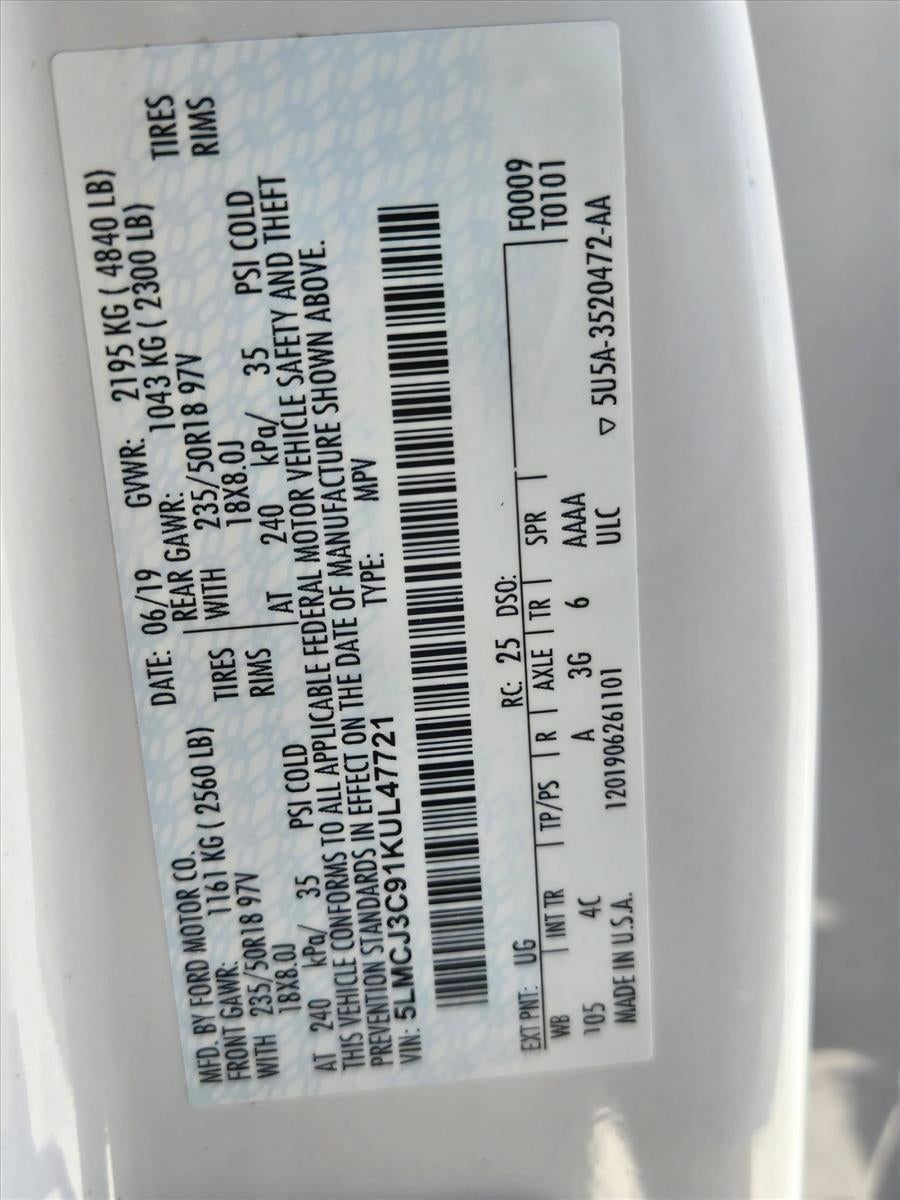 MFD. BY FORD MOTOR CO. DATE: 06/19 GVWR: 2195 KG ( 4840 LB)
FRONT GAWR: 1161 KG ( 2560 LB) REAR GAWR: 1043 KG ( 2300 LB)
WITH 235/50R18 97V TIRES WITH 235/50R18 97V TIRES
18X8.0J RIMS 18X8.0J RIMS
AT 240 kPa/ 35 PSI COLD AT 240 kPa/ 35 PSI COLD
THIS VEHICLE CONFORMS TO ALL APPLICABLE FEDERAL MOTOR VEHICLE SAFETY AND THEFT
PREVENTION STANDARDS IN EFFECT ON THE DATE OF MANUFACTURE SHOWN ABOVE.
VIN: 5LMCJ3C91KUL47721 TYPE: MPV
EXT PNT: UG RC: 25 DSO: F0009
WB INT TR TP/PS R AXLE TR SPR T0101
105 4C A 3G 6 AAAA
MADE IN U.S.A. 1201906261101 ULC ▽ 5U5A-3520472-AA